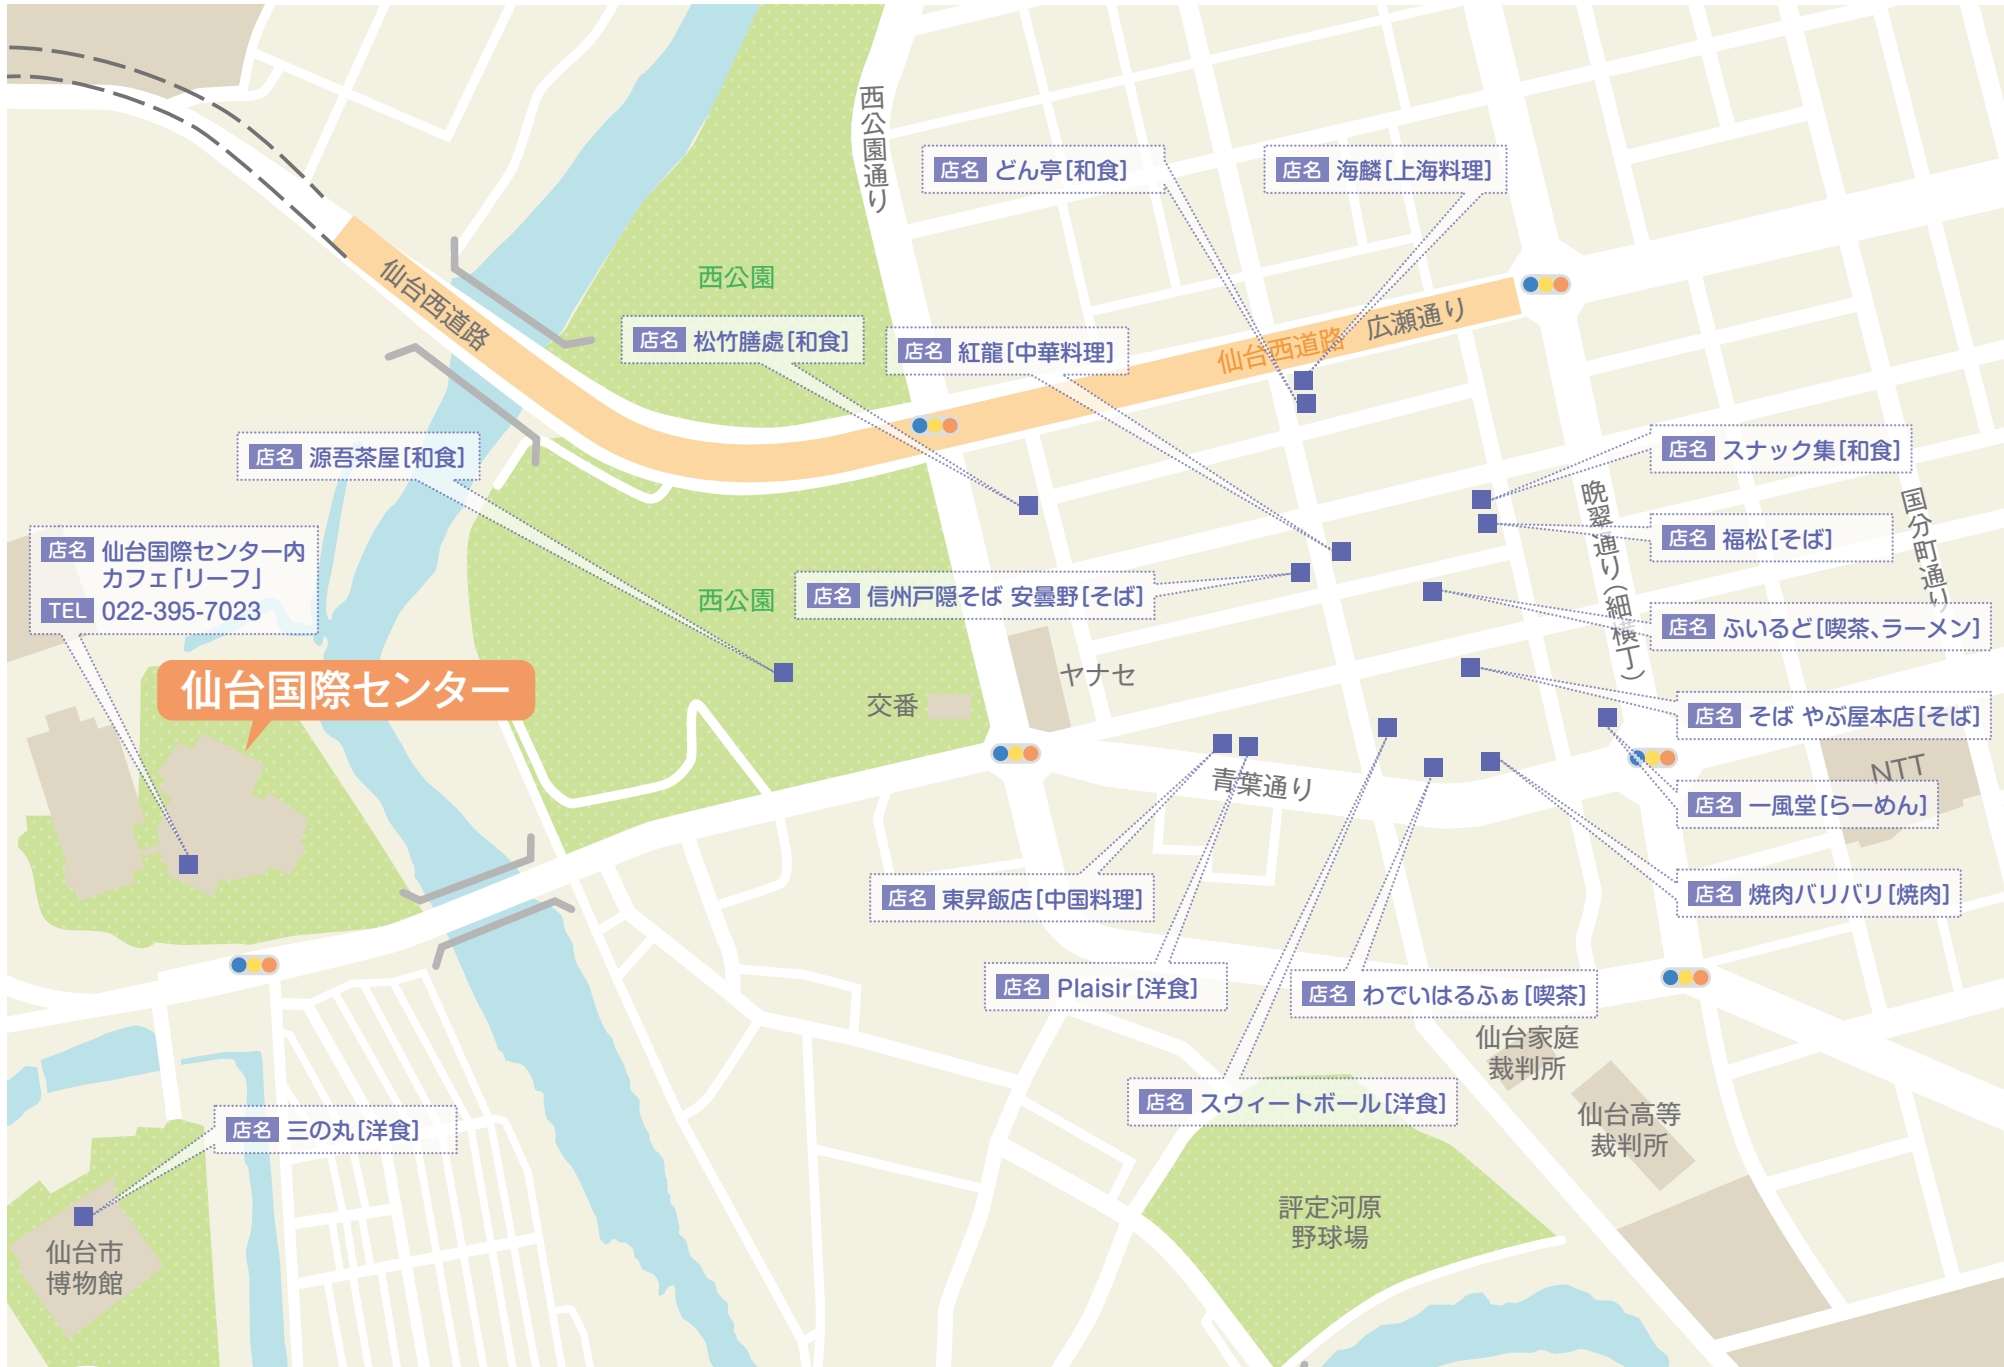 西公園通り
店名 どん亭[和食]
店名 海麟[上海料理]
仙台西道路
西公園
店名 松竹膳處[和食]
店名 紅龍[中華料理]
仙台西道路
広瀬通り
店名 源吾茶屋[和食]
店名 スナック集[和食]
晩翠通り(細横丁)
国分町通り
店名 福松[そば]
店名 仙台国際センター内
カフェ「リーフ」
TEL 022-395-7023
西公園
店名 信州戸隠そば 安曇野[そば]
店名 ふいるど[喫茶、ラーメン]
仙台国際センター
ヤナセ
交番
店名 そば やぶ屋本店[そば]
NTT
青葉通り
店名 一風堂[らーめん]
店名 東昇飯店[中国料理]
店名 焼肉バリバリ[焼肉]
店名 Plaisir[洋食]
店名 わでいはるふぁ[喫茶]
仙台家庭
裁判所
店名 スウィートボール[洋食]
仙台高等
裁判所
店名 三の丸[洋食]
評定河原
野球場
仙台市
博物館